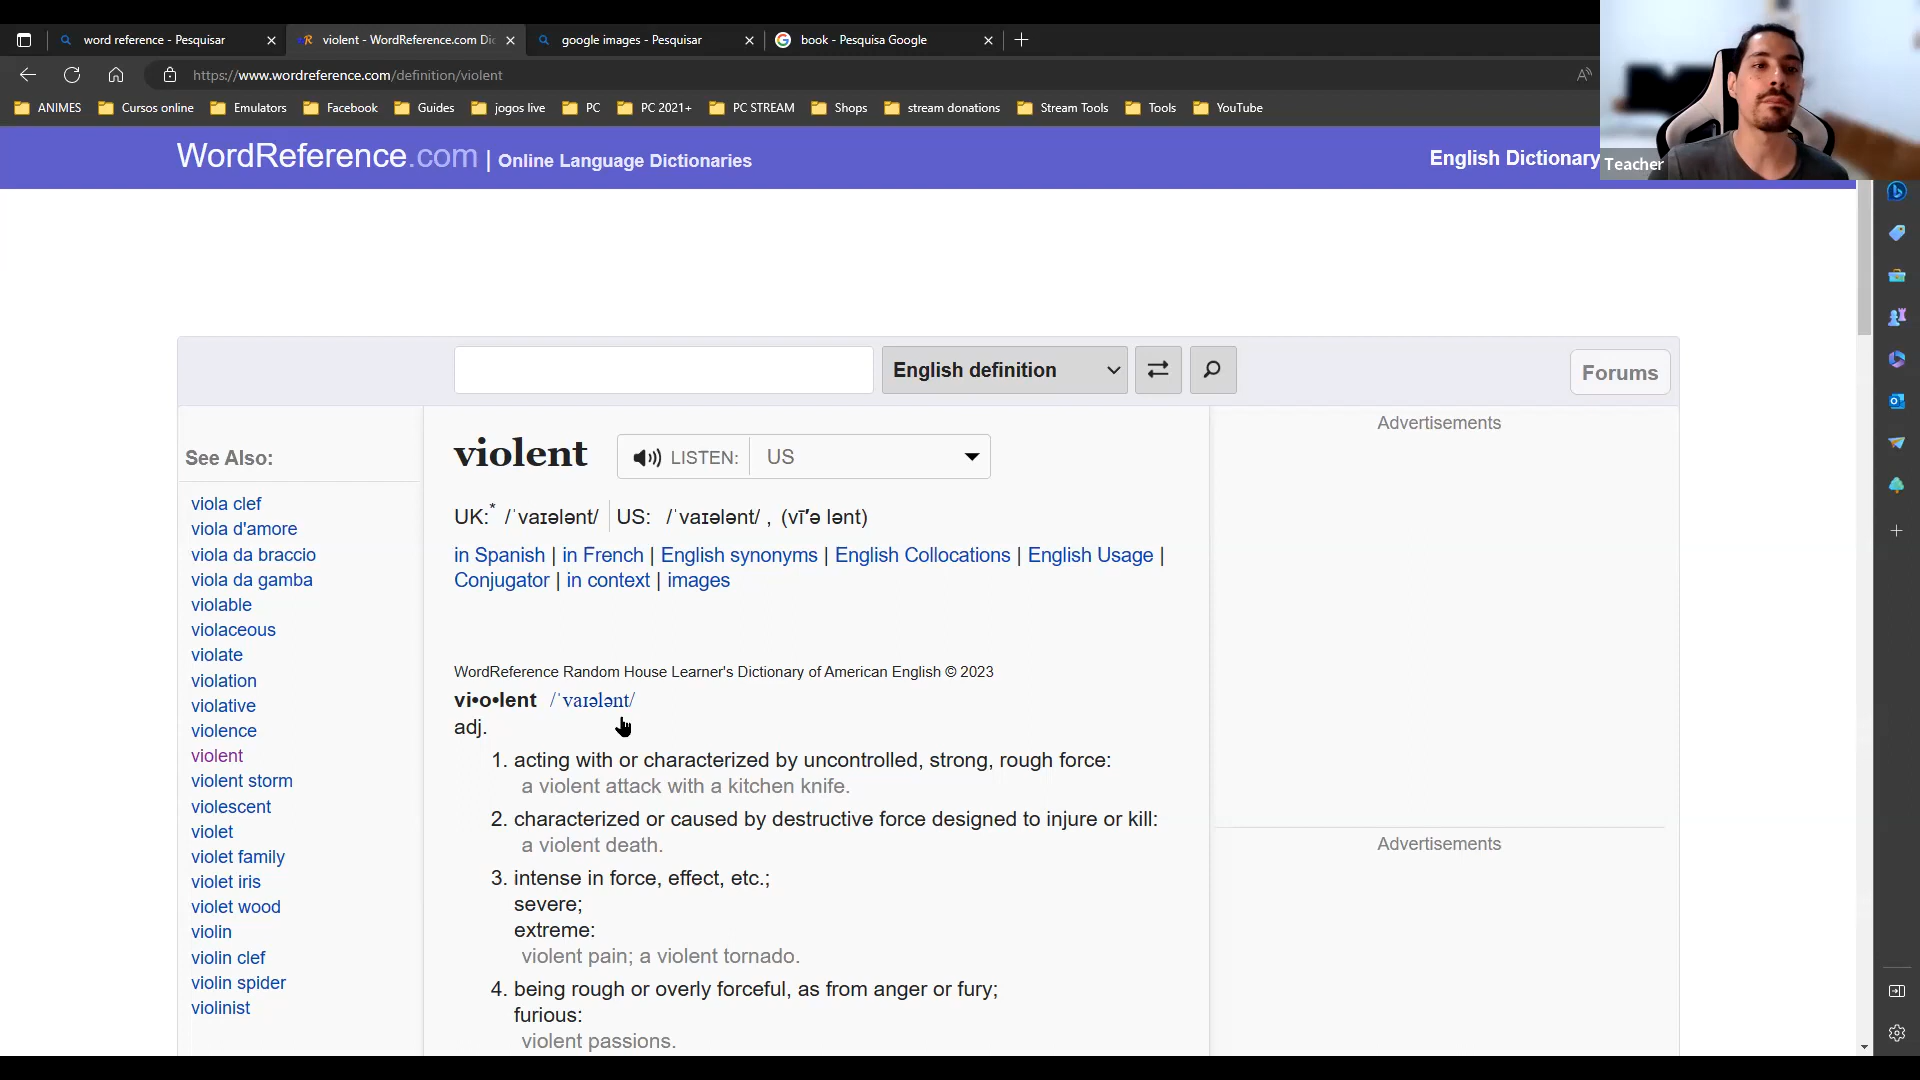 word reference - Pesquisar
violent - WordReference.com Dic
google images - Pesquisar
book - Pesquisa Google
https://www.wordreference.com/definition/violent
ANIMES
Cursos online
Emulators
Facebook
Guides
jogos live
PC
PC 2021+
PC STREAM
Shops
stream donations
Stream Tools
Tools
YouTube
WordReference.com | Online Language Dictionaries
English Dictionary
Teacher
English definition
Forums
See Also:
viola clef
viola d'amore
viola da braccio
viola da gamba
violable
violaceous
violate
violation
violative
violence
violent
violent storm
violescent
violet
violet family
violet iris
violet wood
violin
violin clef
violin spider
violinist
violent
LISTEN:
US
UK:* /ˈvaɪələnt/ US: /ˈvaɪələnt/ , (vī′ə lənt)
in Spanish | in French | English synonyms | English Collocations | English Usage |
Conjugator | in context | images
WordReference Random House Learner's Dictionary of American English © 2023
vi•o•lent /ˈvaɪələnt/
adj.
1. acting with or characterized by uncontrolled, strong, rough force:
a violent attack with a kitchen knife.
2. characterized or caused by destructive force designed to injure or kill:
a violent death.
3. intense in force, effect, etc.;
severe;
extreme:
violent pain; a violent tornado.
4. being rough or overly forceful, as from anger or fury;
furious:
violent passions.
Advertisements
Advertisements